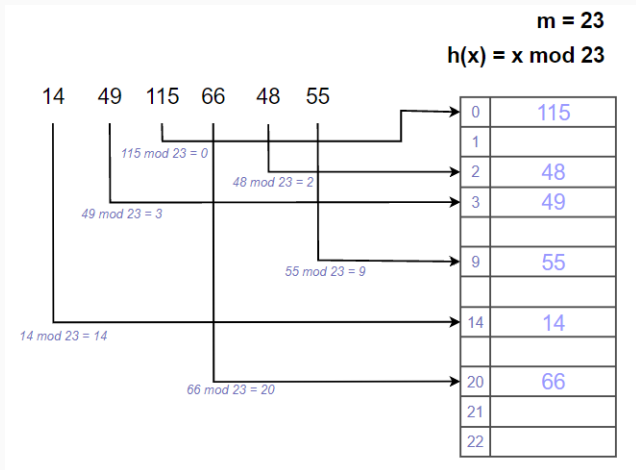 m = 23
h(x) = x mod 23
14 49 115 66 48 55
0 115
1
115 mod 23 = 0
2 48
48 mod 23 = 2
3 49
49 mod 23 = 3
9 55
55 mod 23 = 9
14 14
14 mod 23 = 14
20 66
66 mod 23 = 20
21
22